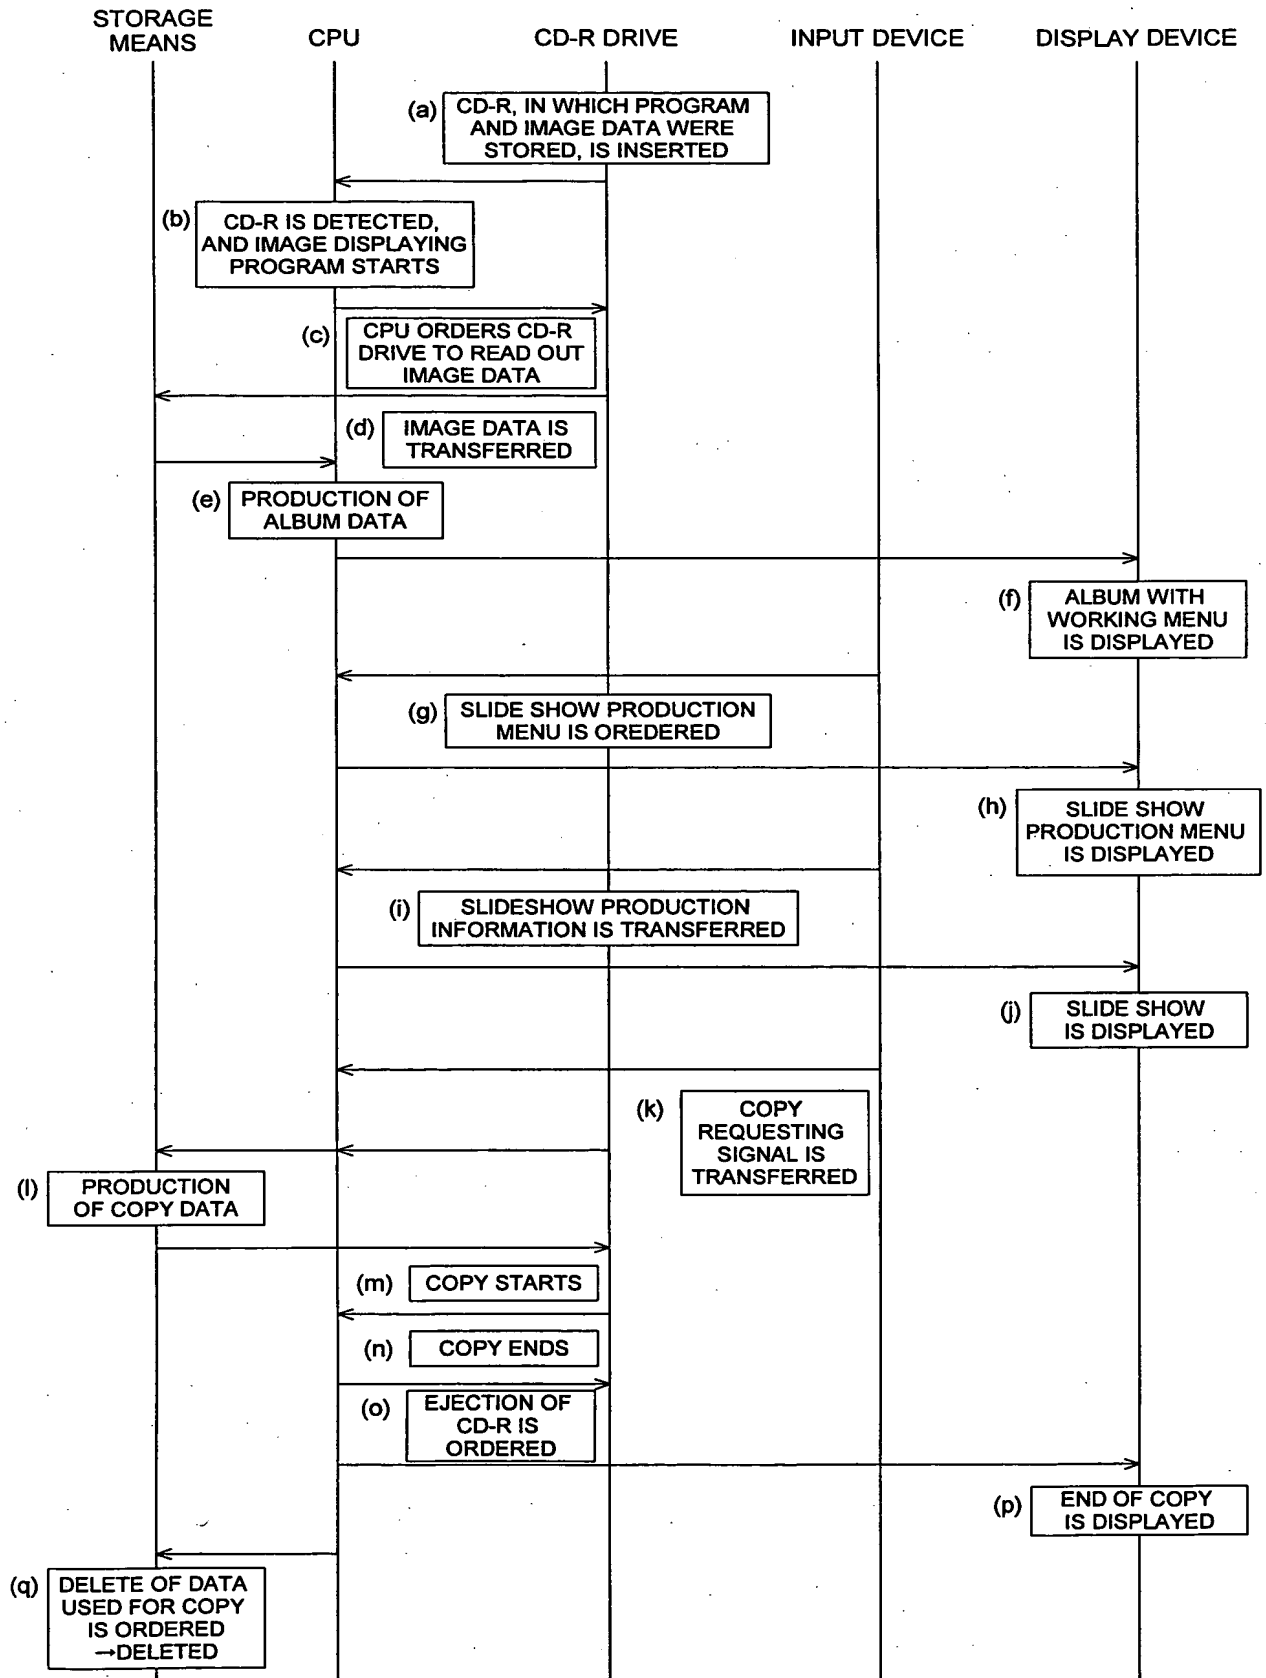 STORAGE
MEANS
CPU
CD-R DRIVE
INPUT DEVICE
DISPLAY DEVICE
(a)
CD-R, IN WHICH PROGRAM
AND IMAGE DATA WERE
STORED, IS INSERTED
(b)
CD-R IS DETECTED,
AND IMAGE DISPLAYING
PROGRAM STARTS
(c)
CPU ORDERS CD-R
DRIVE TO READ OUT
IMAGE DATA
(d)
IMAGE DATA IS
TRANSFERRED
(e)
PRODUCTION OF
ALBUM DATA
(f)
ALBUM WITH
WORKING MENU
IS DISPLAYED
(g)
SLIDE SHOW PRODUCTION
MENU IS OREDERED
(h)
SLIDE SHOW
PRODUCTION MENU
IS DISPLAYED
(i)
SLIDESHOW PRODUCTION
INFORMATION IS TRANSFERRED
(j)
SLIDE SHOW
IS DISPLAYED
(k)
COPY
REQUESTING
SIGNAL IS
TRANSFERRED
(l)
PRODUCTION
OF COPY DATA
(m)
COPY STARTS
(n)
COPY ENDS
(o)
EJECTION OF
CD-R IS
ORDERED
(p)
END OF COPY
IS DISPLAYED
(q)
DELETE OF DATA
USED FOR COPY
IS ORDERED
→DELETED